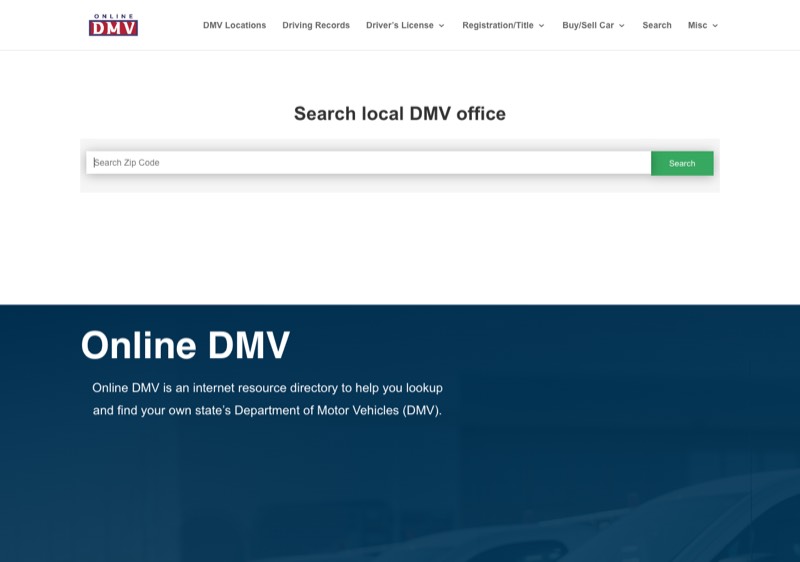 ONLINE
DMV
DMV Locations Driving Records Driver's License Registration/Title Buy/Sell Car Search Misc
Search local DMV office
Search Zip Code Search
Online DMV
Online DMV is an internet resource directory to help you lookup
and find your own state's Department of Motor Vehicles (DMV).